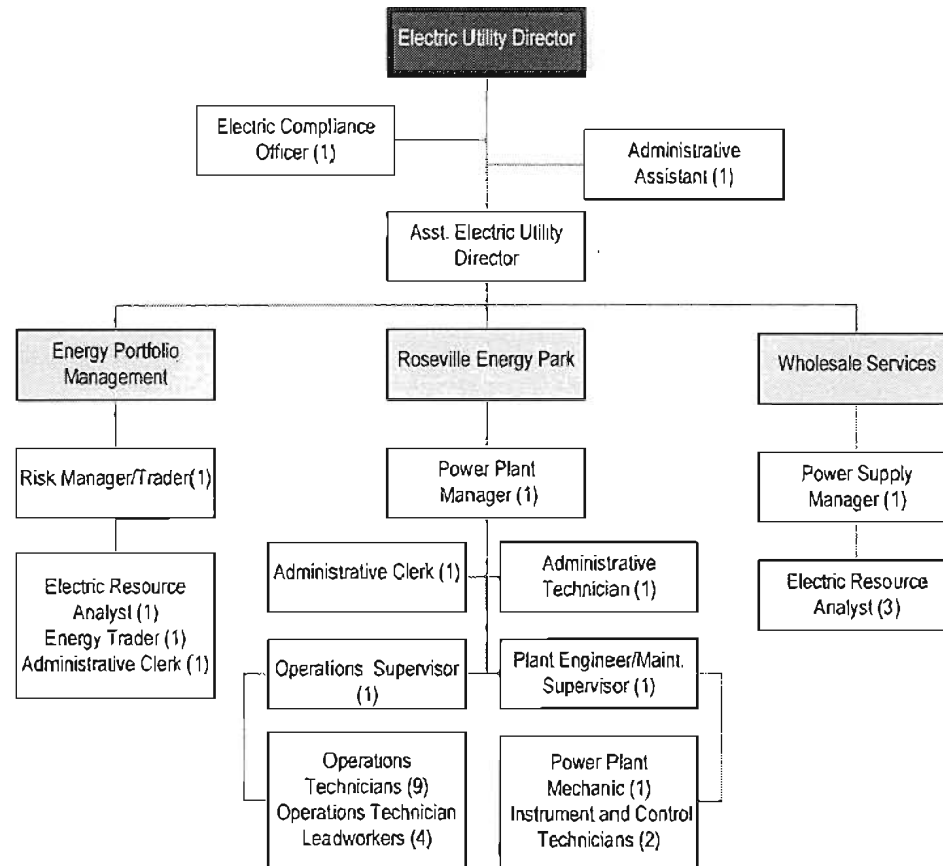 Electric Utility Director
Electric Compliance
Officer (1)
Administrative
Assistant (1)
Asst. Electric Utility
Director
Energy Portfolio
Management
Roseville Energy Park
Wholesale Services
Risk Manager/Trader(1)
Power Plant
Manager (1)
Power Supply
Manager (1)
Electric Resource
Analyst (1)
Energy Trader (1)
Administrative Clerk (1)
Administrative Clerk (1)
Administrative
Technician (1)
Electric Resource
Analyst (3)
Operations Supervisor
(1)
Plant Engineer/Maint.
Supervisor (1)
Operations
Technicians (9)
Operations Technician
Leadworkers (4)
Power Plant
Mechanic (1)
Instrument and Control
Technicians (2)